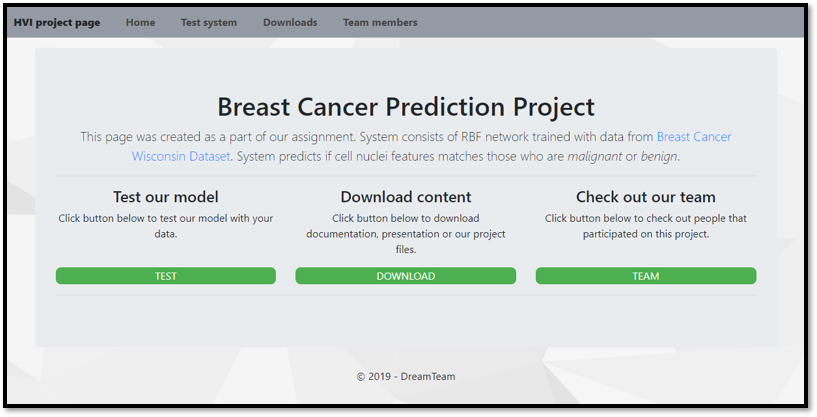 HVI project page Home Test system Downloads Team members
Breast Cancer Prediction Project
This page was created as a part of our assignment. System consists of RBF network trained with data from Breast Cancer
Wisconsin Dataset. System predicts if cell nuclei features matches those who are malignant or benign.
Test our model
Click button below to test our model with your
data.
TEST
Download content
Click button below to download
documentation, presentation or our project
files.
DOWNLOAD
Check out our team
Click button below to check out people that
participated on this project.
TEAM
© 2019 - DreamTeam